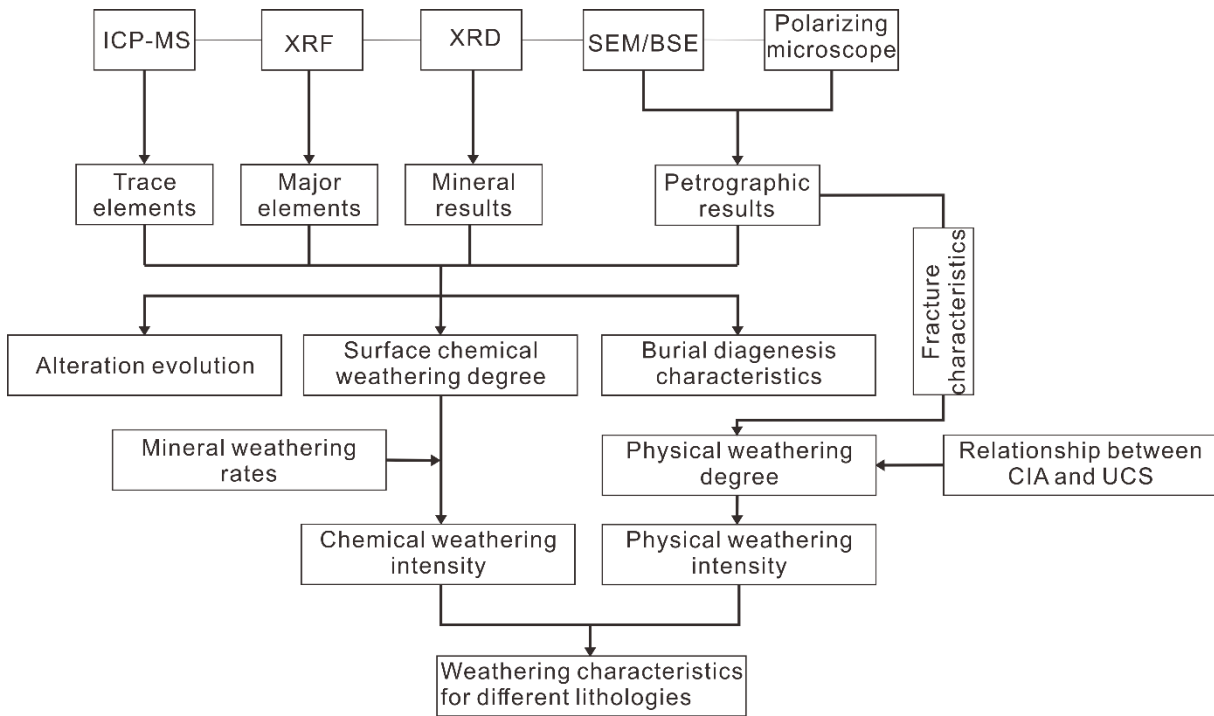 ICP-MS
XRF
XRD
SEM/BSE
Polarizing
microscope
Trace
elements
Major
elements
Mineral
results
Petrographic
results
Fracture
characteristics
Alteration evolution
Surface chemical
weathering degree
Burial diagenesis
characteristics
Mineral weathering
rates
Physical weathering
degree
Relationship between
CIA and UCS
Chemical weathering
intensity
Physical weathering
intensity
Weathering characteristics
for different lithologies